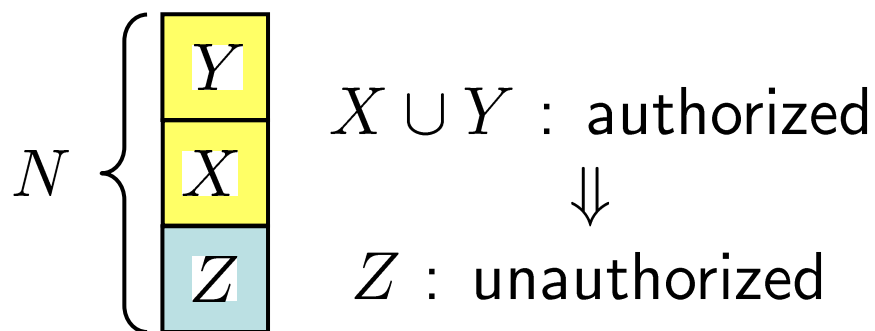 Y
X ∪ Y : authorized
N
X
⇓
Z
Z : unauthorized